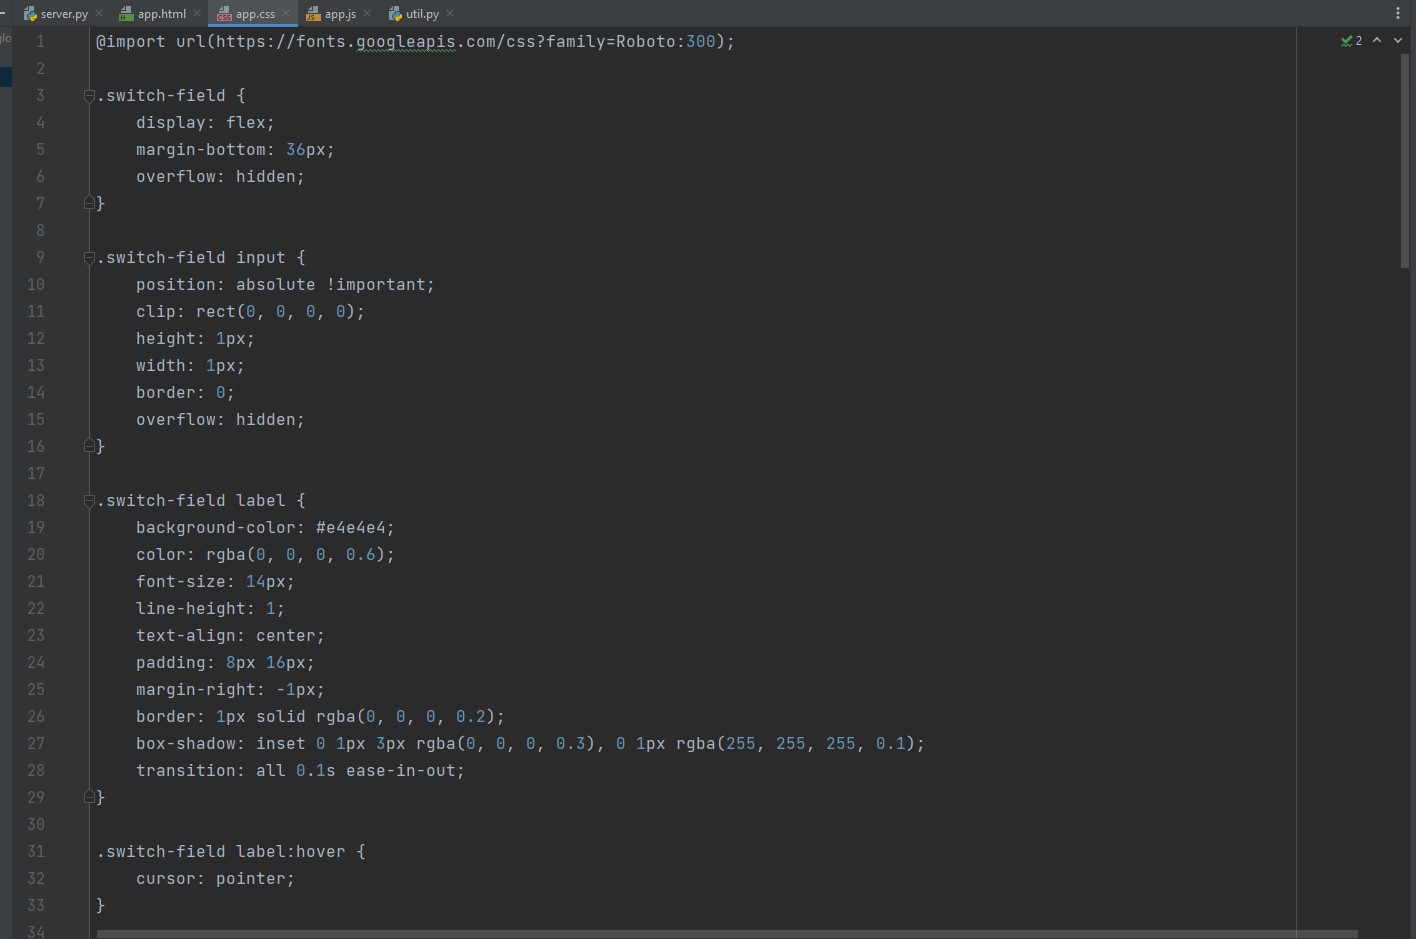 server.py app.html app.css app.js util.py
glo
1 @import url(https://fonts.googleapis.com/css?family=Roboto:300);
2
2
3 .switch-field {
4     display: flex;
5     margin-bottom: 36px;
6     overflow: hidden;
7 }
8
9 .switch-field input {
10     position: absolute !important;
11     clip: rect(0, 0, 0, 0);
12     height: 1px;
13     width: 1px;
14     border: 0;
15     overflow: hidden;
16 }
17
18 .switch-field label {
19     background-color: #e4e4e4;
20     color: rgba(0, 0, 0, 0.6);
21     font-size: 14px;
22     line-height: 1;
23     text-align: center;
24     padding: 8px 16px;
25     margin-right: -1px;
26     border: 1px solid rgba(0, 0, 0, 0.2);
27     box-shadow: inset 0 1px 3px rgba(0, 0, 0, 0.3), 0 1px rgba(255, 255, 255, 0.1);
28     transition: all 0.1s ease-in-out;
29 }
30
31 .switch-field label:hover {
32     cursor: pointer;
33 }
34